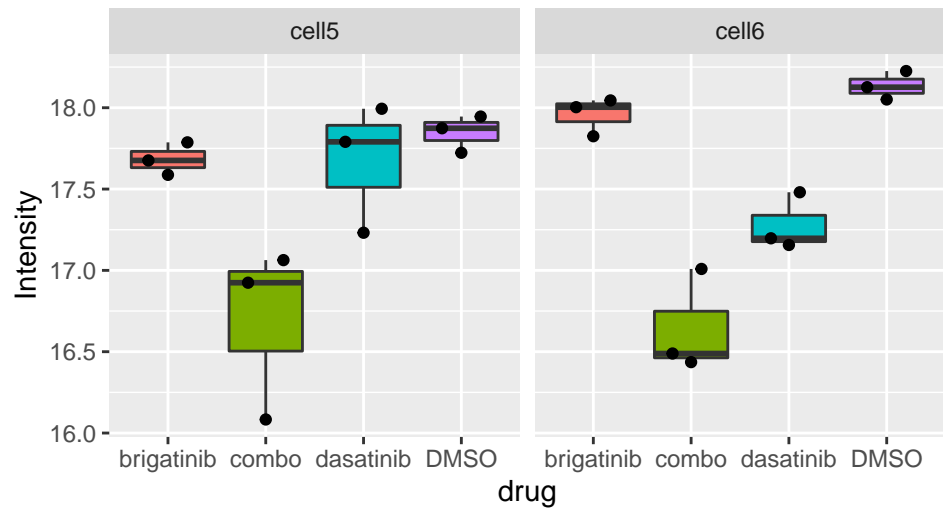 cell5 cell6
Intensity
18.0
17.5
17.0
16.5
16.0
brigatinib combo dasatinib DMSO brigatinib combo dasatinib DMSO
drug